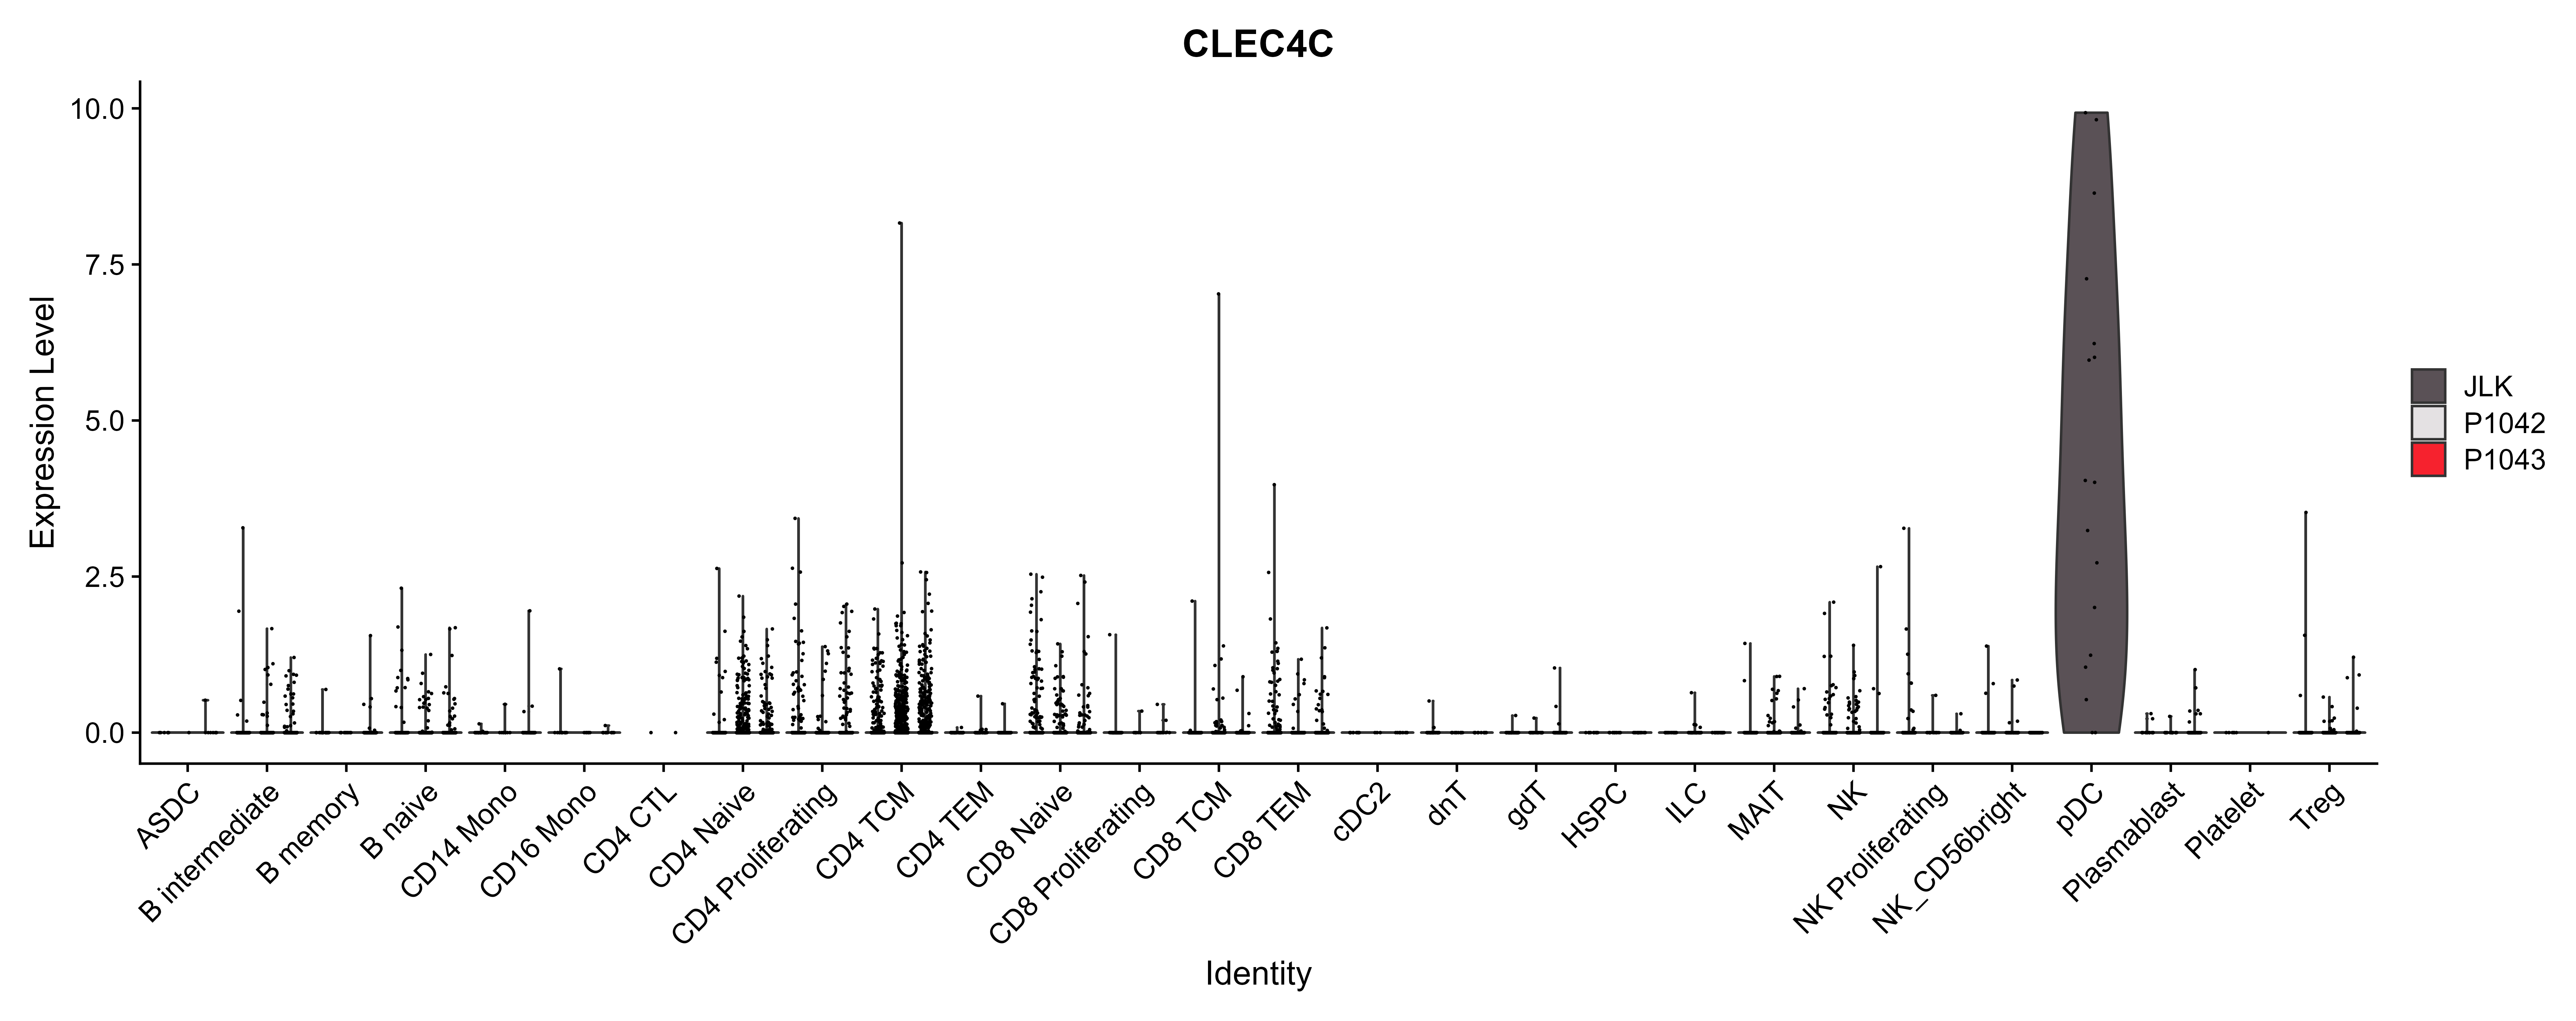 CLEC4C
Expression Level
10.0
7.5
5.0
2.5
0.0
JLK
P1042
P1043
ASDC
B intermediate
B memory
B naive
CD14 Mono
CD16 Mono
CD4 CTL
CD4 Naive
CD4 Proliferating
CD4 TCM
CD4 TEM
CD8 Naive
CD8 Proliferating
CD8 TCM
CD8 TEM
cDC2
dnT
gdT
HSPC
ILC
MAIT
NK
NK Proliferating
NK_CD56bright
pDC
Plasmablast
Platelet
Treg
Identity